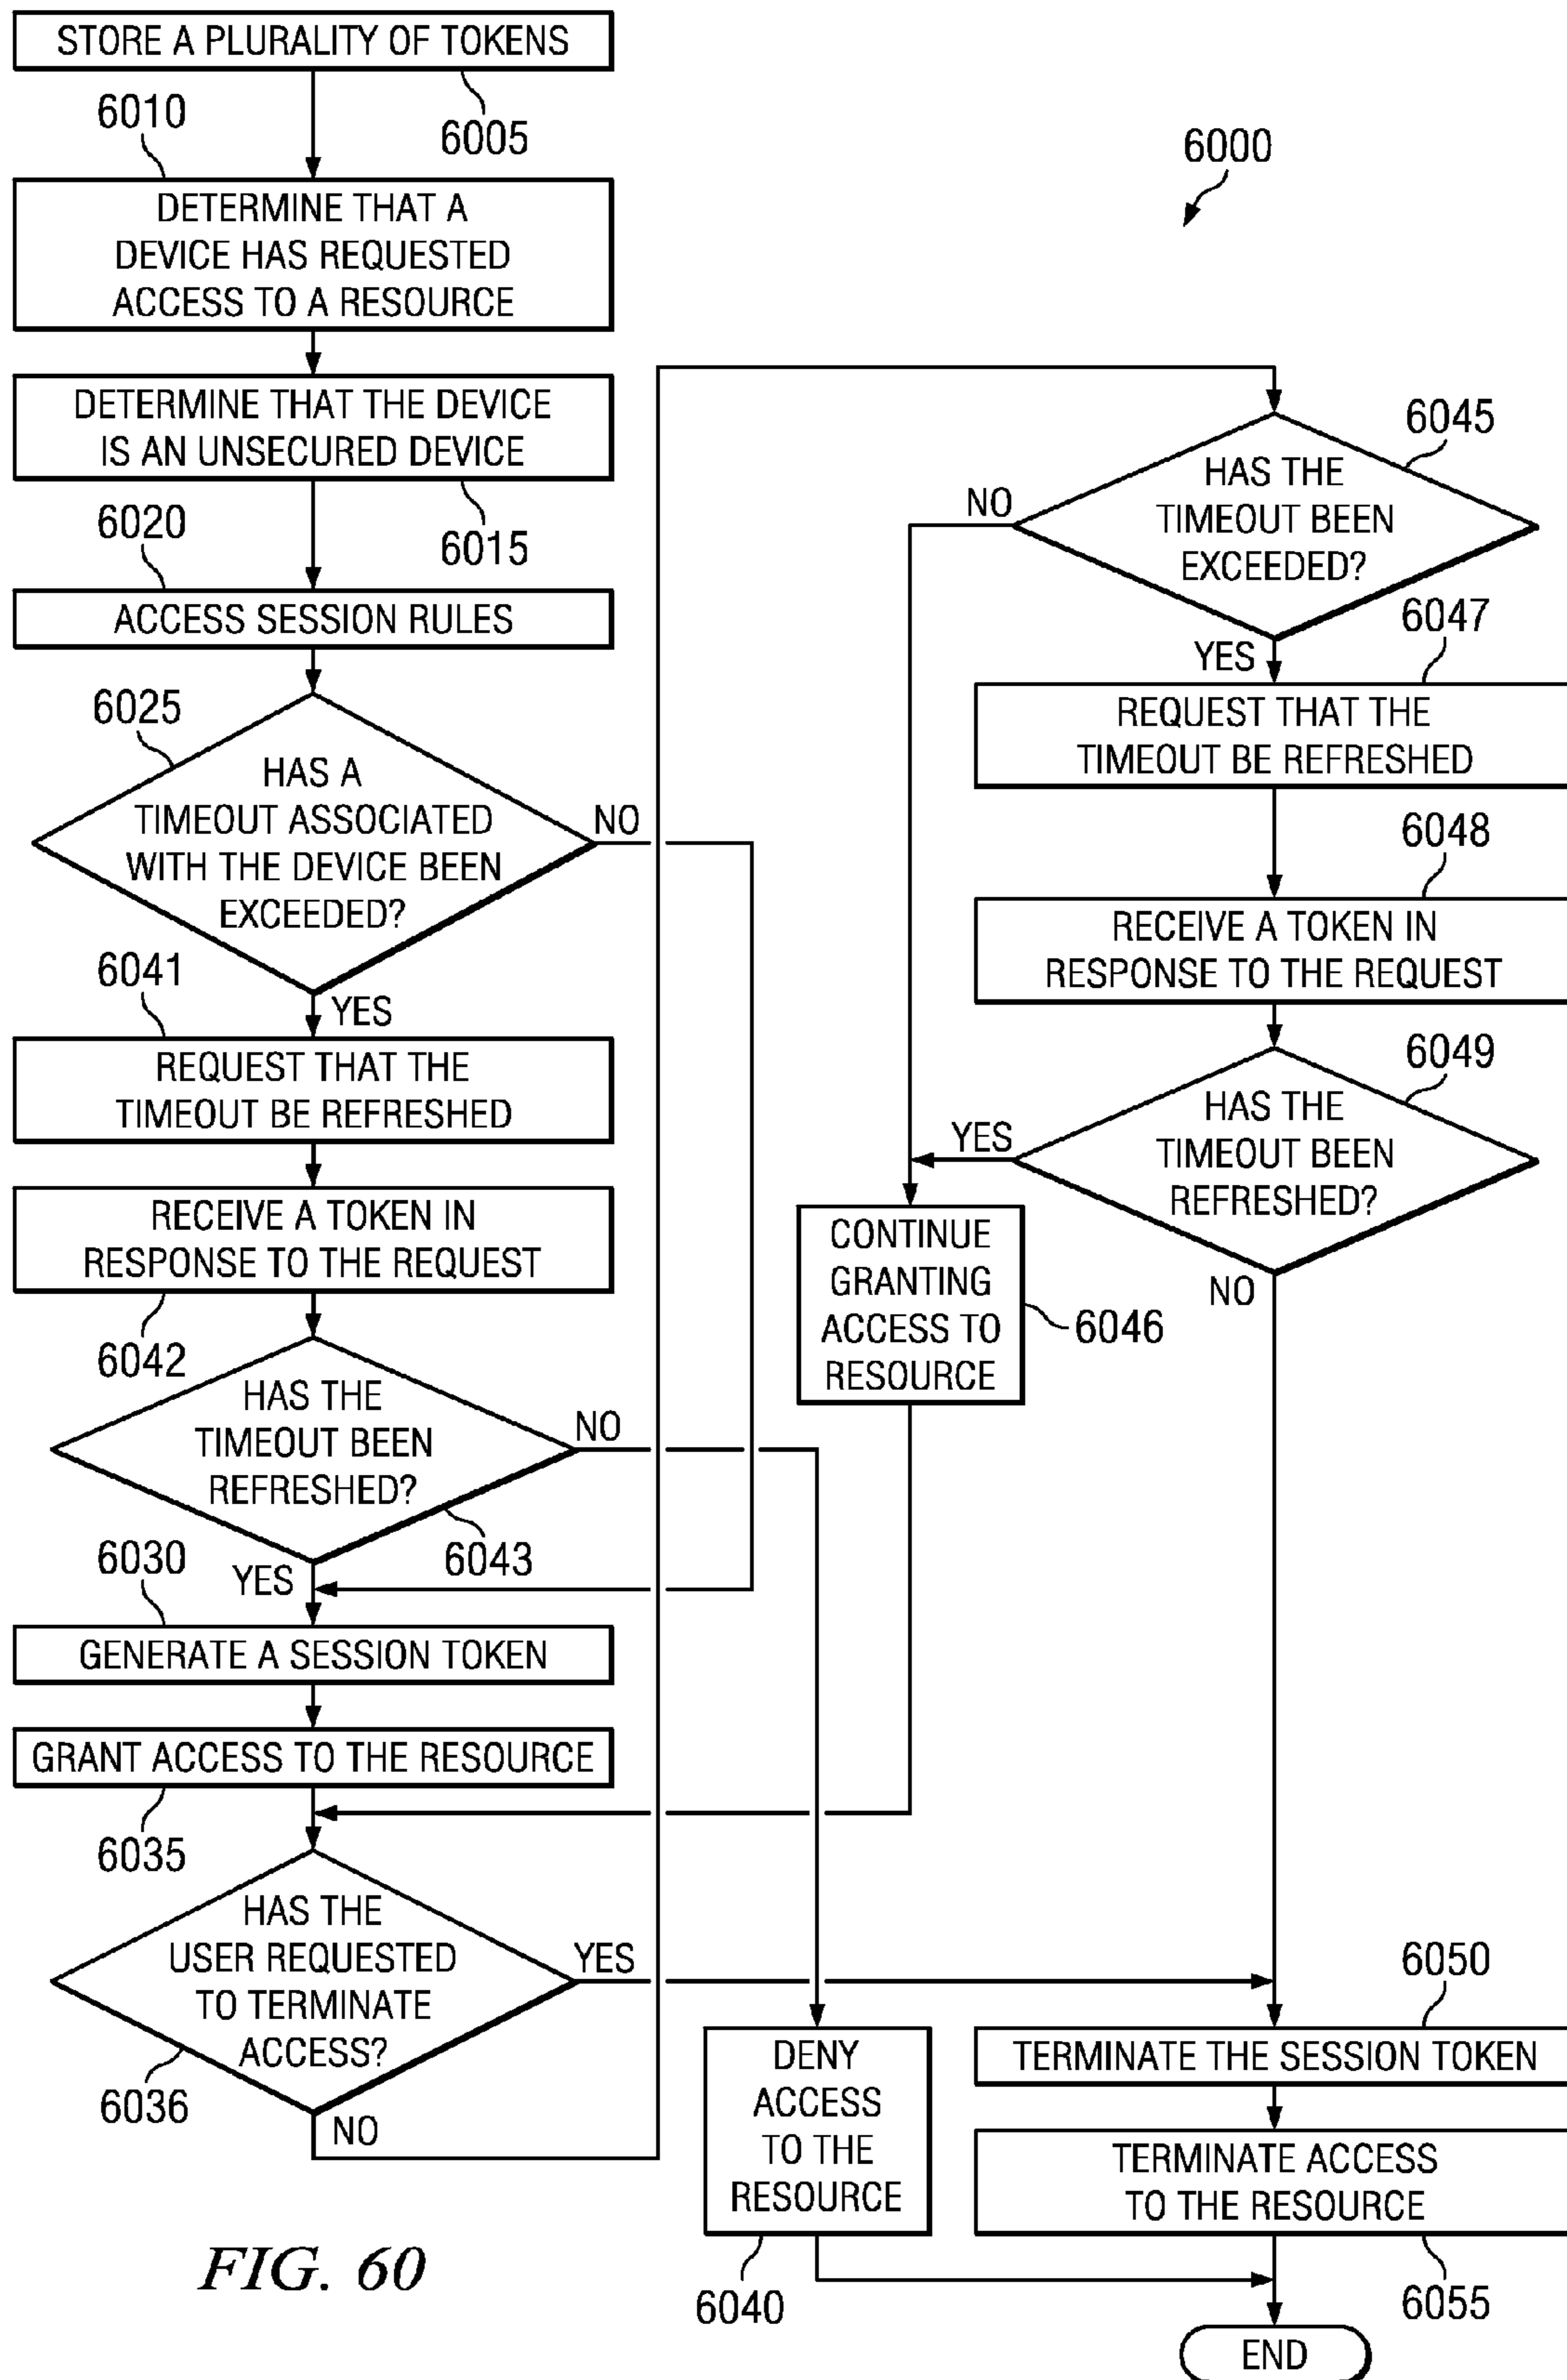 STORE A PLURALITY OF TOKENS
6005
6010
DETERMINE THAT A
DEVICE HAS REQUESTED
ACCESS TO A RESOURCE
DETERMINE THAT THE DEVICE
IS AN UNSECURED DEVICE
6015
6020
ACCESS SESSION RULES
6025
HAS A
TIMEOUT ASSOCIATED
WITH THE DEVICE BEEN
EXCEEDED?
NO
YES
6041
REQUEST THAT THE
TIMEOUT BE REFRESHED
RECEIVE A TOKEN IN
RESPONSE TO THE REQUEST
6042
HAS THE
TIMEOUT BEEN
REFRESHED?
NO
6043
YES
6030
GENERATE A SESSION TOKEN
GRANT ACCESS TO THE RESOURCE
6035
HAS THE
USER REQUESTED
TO TERMINATE
ACCESS?
YES
6036
NO
6000
6045
HAS THE
TIMEOUT BEEN
EXCEEDED?
NO
YES
6047
REQUEST THAT THE
TIMEOUT BE REFRESHED
6048
RECEIVE A TOKEN IN
RESPONSE TO THE REQUEST
6049
HAS THE
TIMEOUT BEEN
REFRESHED?
YES
NO
CONTINUE
GRANTING
ACCESS TO
RESOURCE
6046
DENY
ACCESS
TO THE
RESOURCE
6040
6050
TERMINATE THE SESSION TOKEN
TERMINATE ACCESS
TO THE RESOURCE
6055
END
FIG. 60